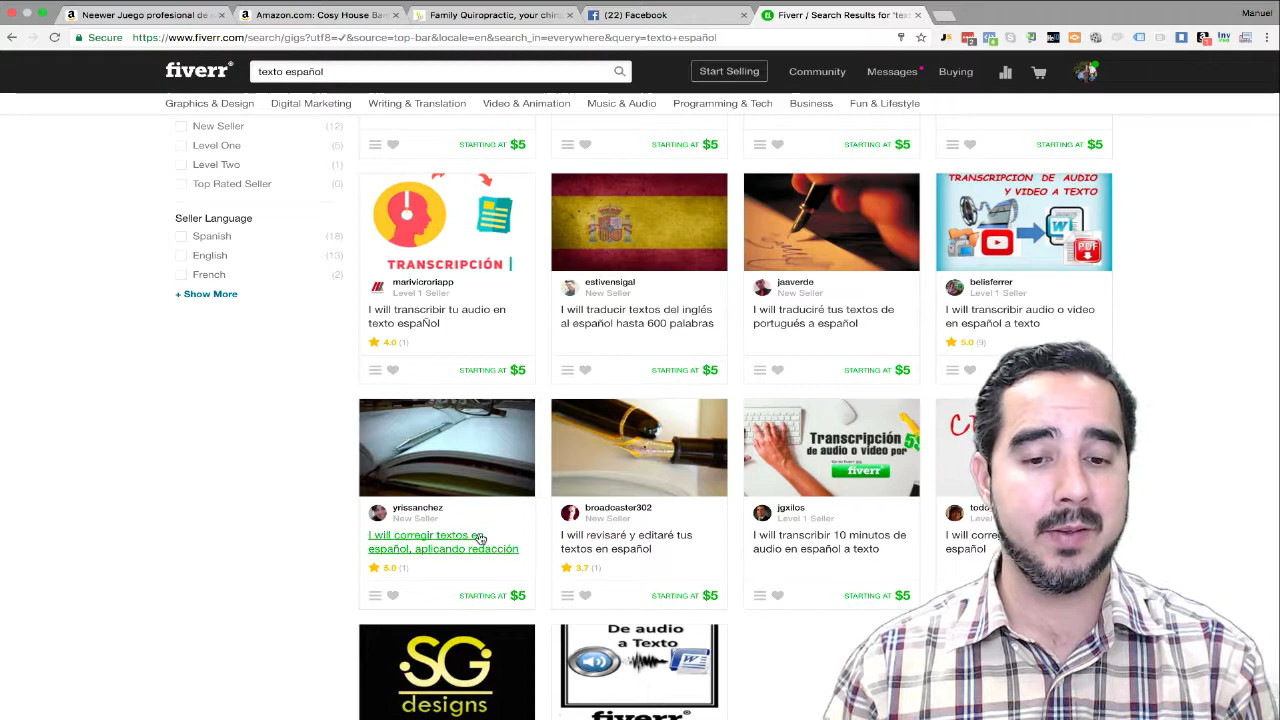 Neewer Juego profesional de
Amazon.com: Cosy House Ba
Family Quiropractic, your chir
(22) Facebook
Fiverr / Search Results for 'texto
Manuel
Secure
https://www.fiverr.com/search/gigs?utf8=✓&source=top-bar&locale=en&search_in=everywhere&query=texto+español
fiverr
texto español
Start Selling
Community
Messages
Buying
Graphics & Design
Digital Marketing
Writing & Translation
Video & Animation
Music & Audio
Programming & Tech
Business
Fun & Lifestyle
New Seller (12)
Level One (5)
Level Two (1)
Top Rated Seller (0)
Seller Language
Spanish (18)
English (13)
French (2)
+ Show More
STARTING AT $5
STARTING AT $5
STARTING AT $5
STARTING AT $5
TRANSCRIPCIÓN
marivicroriapp
Level 1 Seller
I will transcribir tu audio en
texto espaÑol
4.0 (1)
STARTING AT $5
estivensigal
New Seller
I will traducir textos del inglés
al español hasta 600 palabras
STARTING AT $5
jaaverde
New Seller
I will traduciré tus textos de
portugués a español
STARTING AT $5
TRANSCRIPCION DE AUDIO
Y VIDEO A TEXTO
PDF
belisferrer
Level 1 Seller
I will transcribir audio o video
en español a texto
5.0 (9)
yrissanchez
New Seller
I will corregir textos en
español, aplicando redacción
5.0 (1)
STARTING AT $5
broadcaster302
New Seller
I will revisaré y editaré tus
textos en español
3.7 (1)
STARTING AT $5
Transcripción
de audio o vídeo por
5$
fiverr
jgxilos
Level 1 Seller
I will transcribir 10 minutos de
audio en español a texto
STARTING AT $5
todo
Level 1
I will corre
español
SG
designs
De audio
a Texto
fiverr